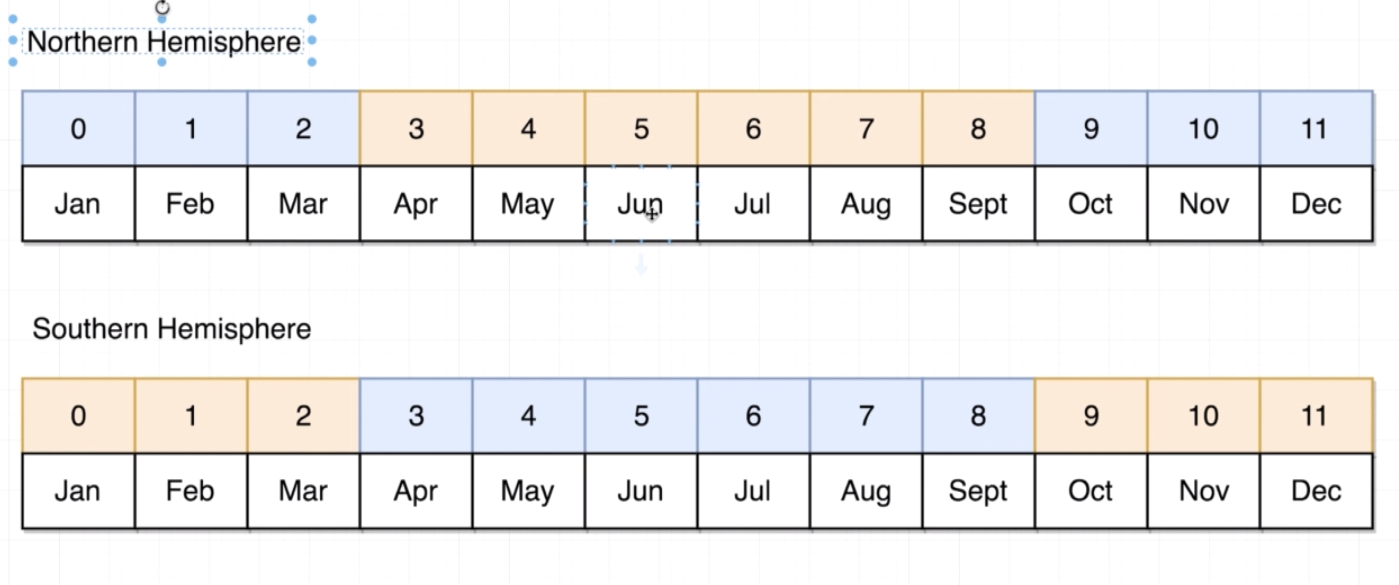 Northern Hemisphere
0 1 2 3 4 5 6 7 8 9 10 11
Jan Feb Mar Apr May Jun Jul Aug Sept Oct Nov Dec
Southern Hemisphere
0 1 2 3 4 5 6 7 8 9 10 11
Jan Feb Mar Apr May Jun Jul Aug Sept Oct Nov Dec